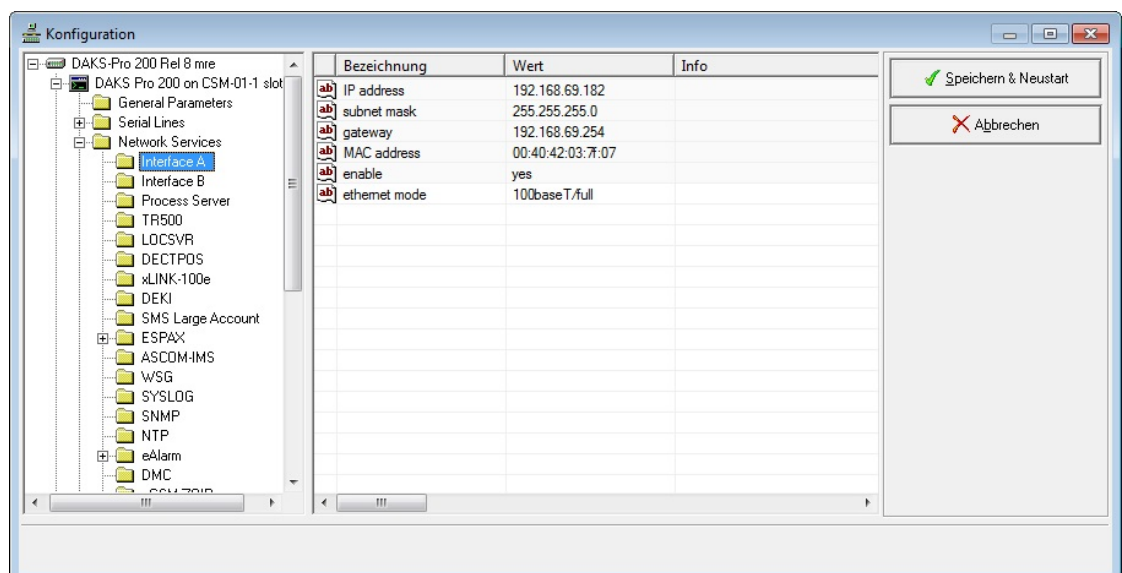 Konfiguration
DAKS-Pro 200 Rel 8 mre
DAKS Pro 200 on CSM-01-1 slot
General Parameters
Serial Lines
Network Services
Interface A
Interface B
Process Server
TR500
LOCSVR
DECTPOS
xLINK-100e
DEKI
SMS Large Account
ESPAX
ASCOM-IMS
WSG
SYSLOG
SNMP
NTP
eAlarm
DMC
Bezeichnung Wert Info
IP address 192.168.69.182
subnet mask 255.255.255.0
gateway 192.168.69.254
MAC address 00:40:42:03:7f:07
enable yes
ethernet mode 100baseT/full
Speichern & Neustart
Abbrechen